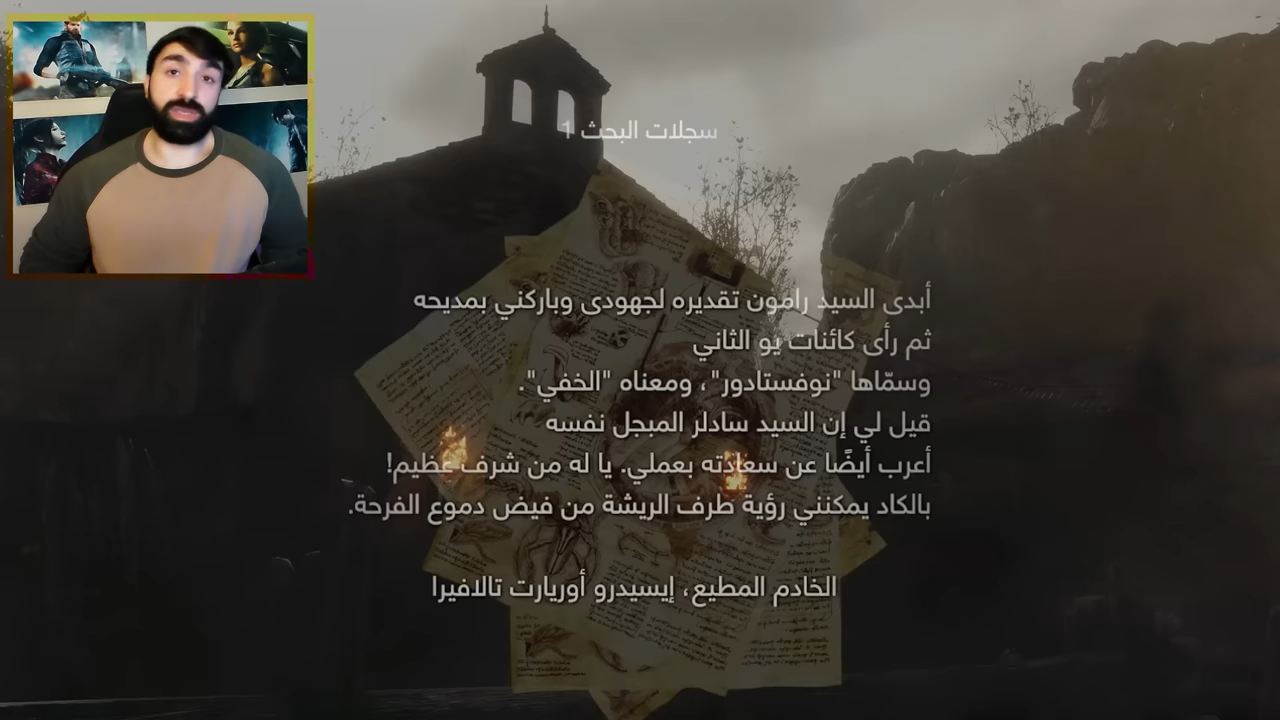 سجلات البحث 1
أبدى السيد رامون تقديره لجهودى وباركني بمديحه
ثم رأى كائنات يو الثاني
وسمّاها "نوفستادور"، ومعناه "الخفي".
قيل لي إن السيد سادلر المبجل نفسه
أعرب أيضًا عن سعادته بعملي. يا له من شرف عظيم!
بالكاد يمكنني رؤية طرف الريشة من فيض دموع الفرحة.
الخادم المطيع، إيسيدرو أوريارت تالافيرا